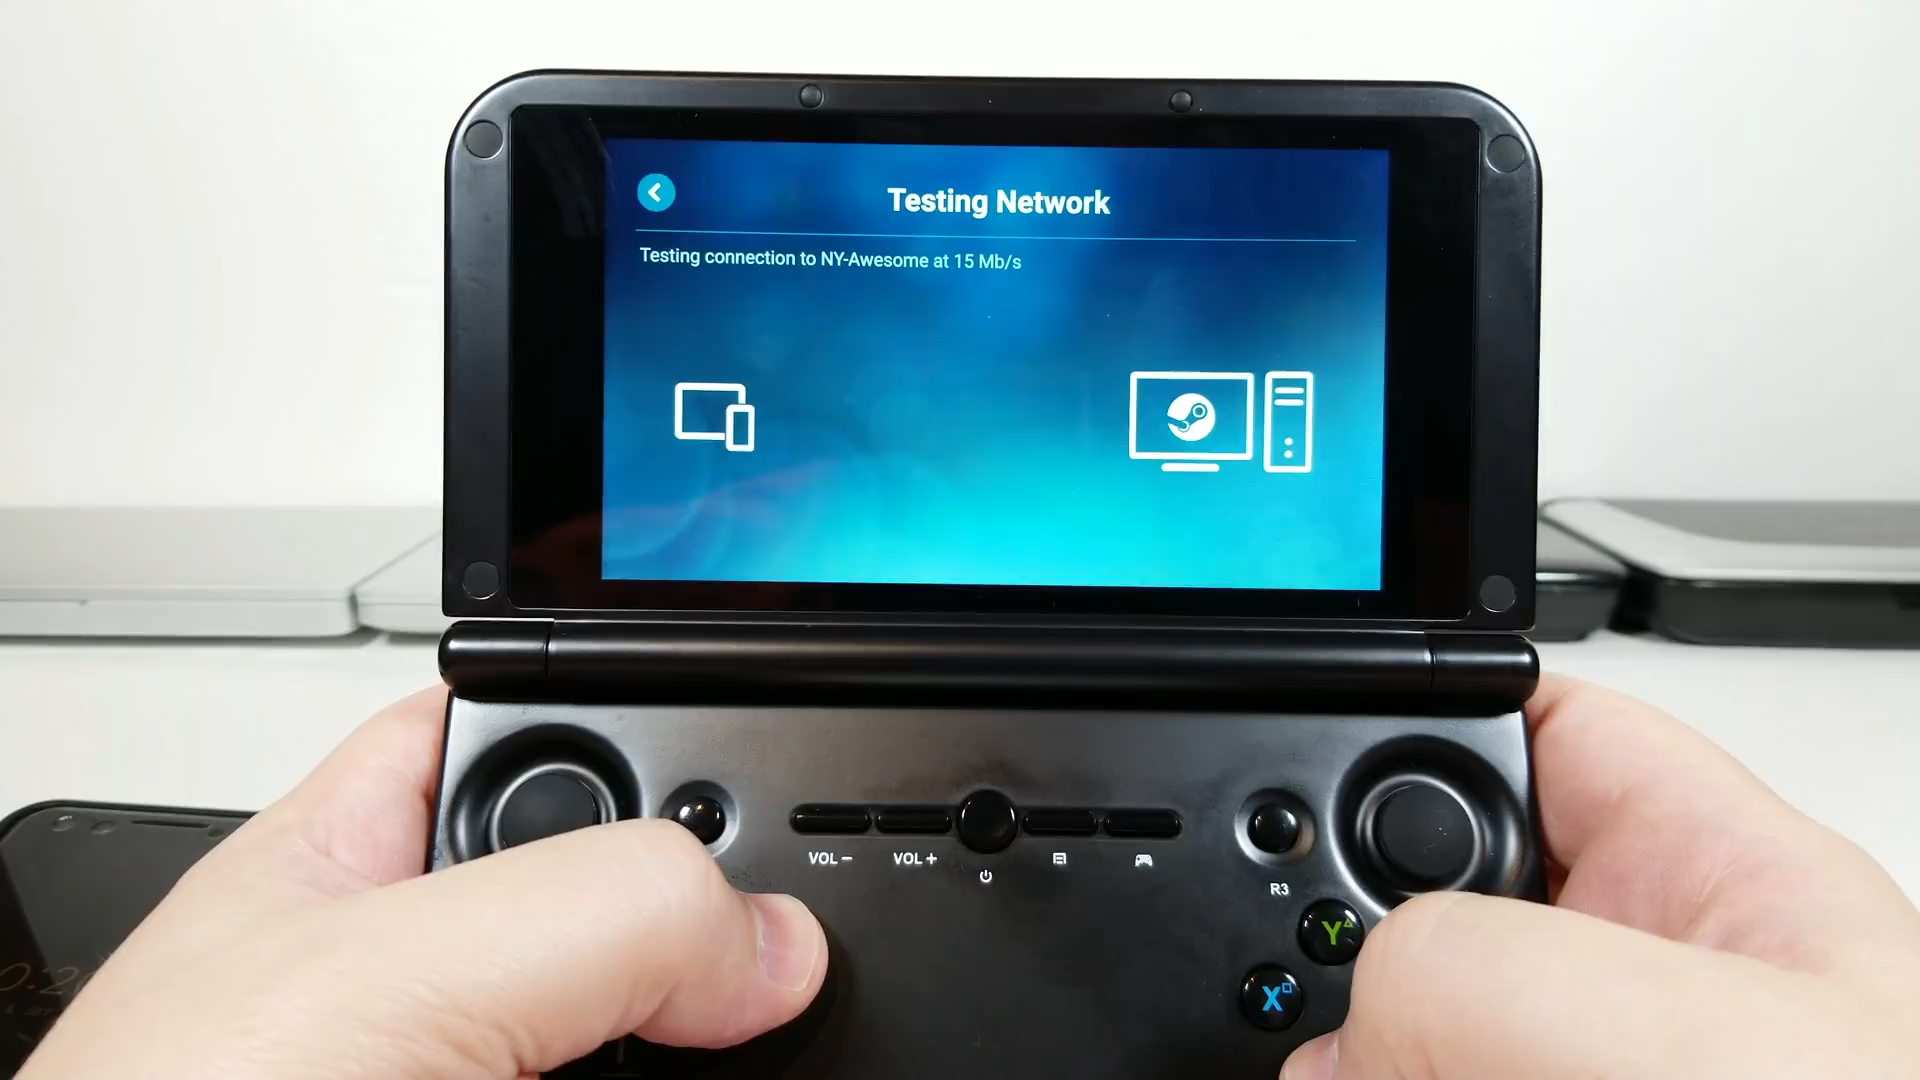 Testing Network
Testing connection to NY-Awesome at 15 Mb/s
VOL −
VOL +
R3
Y
X